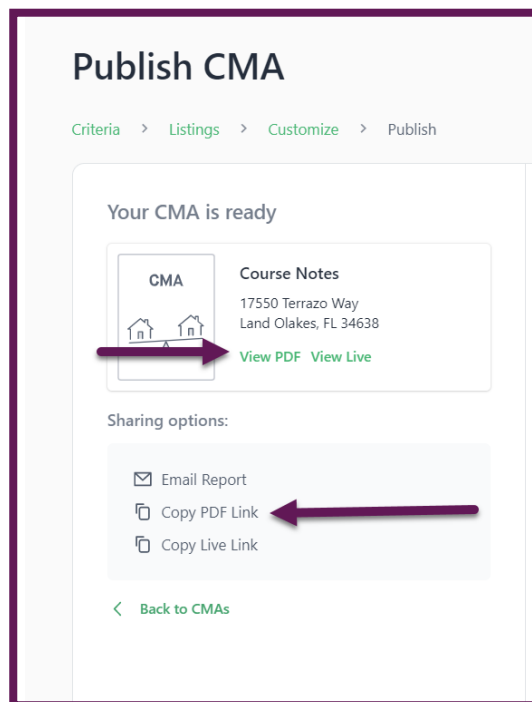 Publish CMA
Criteria > Listings > Customize > Publish
Your CMA is ready
CMA
Course Notes
17550 Terrazo Way
Land Olakes, FL 34638
View PDF View Live
Sharing options:
Email Report
Copy PDF Link
Copy Live Link
Back to CMAs